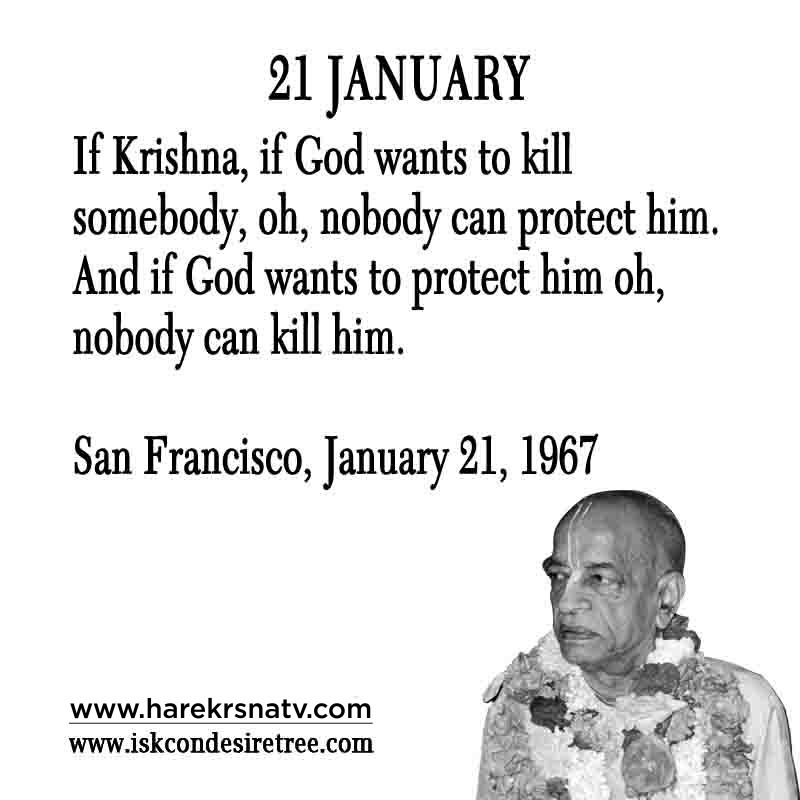 21 JANUARY
If Krishna, if God wants to kill
somebody, oh, nobody can protect him.
And if God wants to protect him oh,
nobody can kill him.
San Francisco, January 21, 1967
www.harekrsnatv.com
www.iskcondesiretree.com